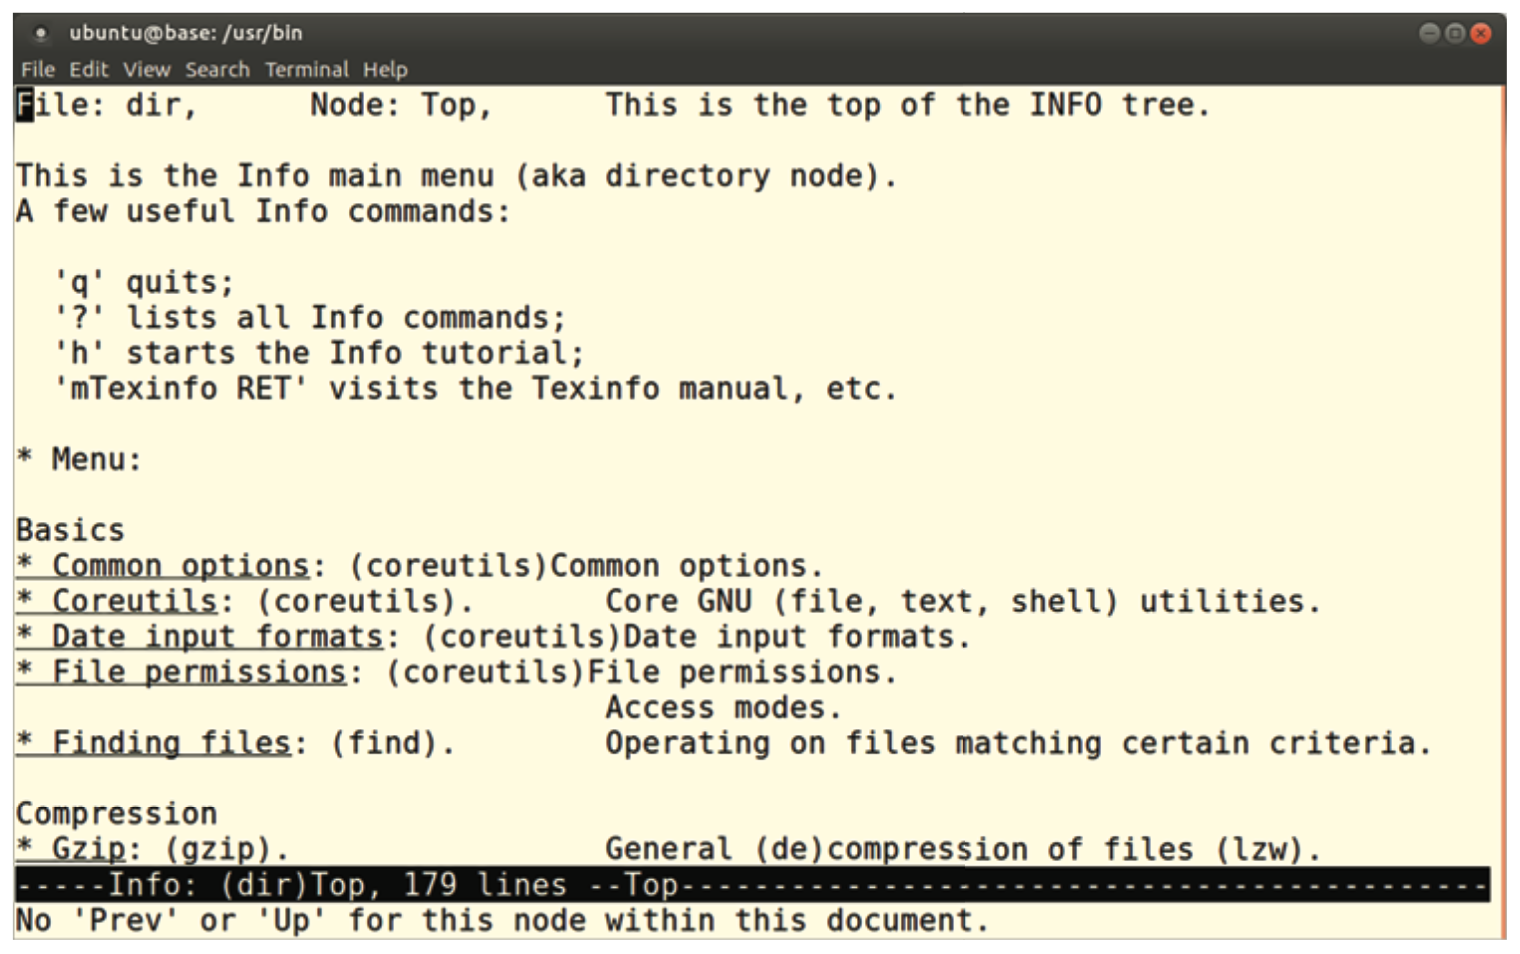 ubuntu@base: /usr/bin
File Edit View Search Terminal Help
File: dir,      Node: Top,      This is the top of the INFO tree.
This is the Info main menu (aka directory node).
A few useful Info commands:
'q' quits;
'?' lists all Info commands;
'h' starts the Info tutorial;
'mTexinfo RET' visits the Texinfo manual, etc.
* Menu:
Basics
* Common options: (coreutils)Common options.
* Coreutils: (coreutils).       Core GNU (file, text, shell) utilities.
* Date input formats: (coreutils)Date input formats.
* File permissions: (coreutils)File permissions.
Access modes.
* Finding files: (find).        Operating on files matching certain criteria.
Compression
* Gzip: (gzip).                 General (de)compression of files (lzw).
-----Info: (dir)Top, 179 lines --Top--------------------------------------------
No 'Prev' or 'Up' for this node within this document.